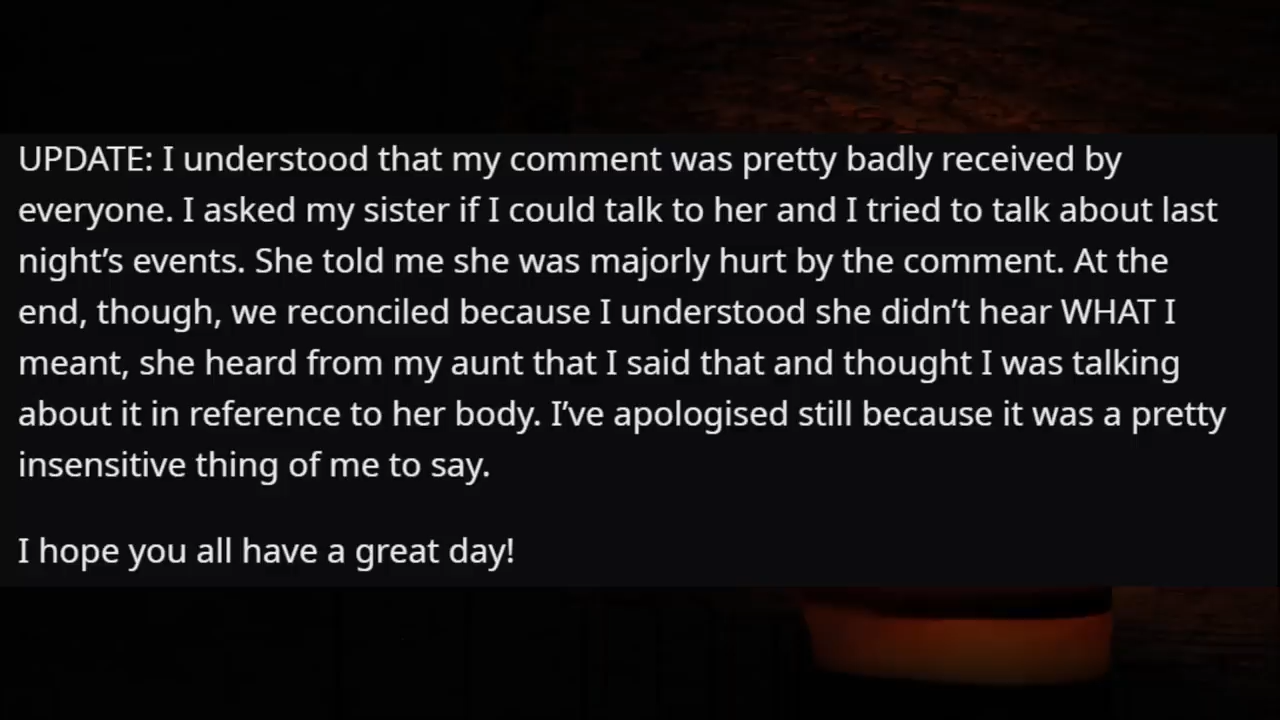 UPDATE: I understood that my comment was pretty badly received by
everyone. I asked my sister if I could talk to her and I tried to talk about last
night’s events. She told me she was majorly hurt by the comment. At the
end, though, we reconciled because I understood she didn’t hear WHAT I
meant, she heard from my aunt that I said that and thought I was talking
about it in reference to her body. I’ve apologised still because it was a pretty
insensitive thing of me to say.
I hope you all have a great day!